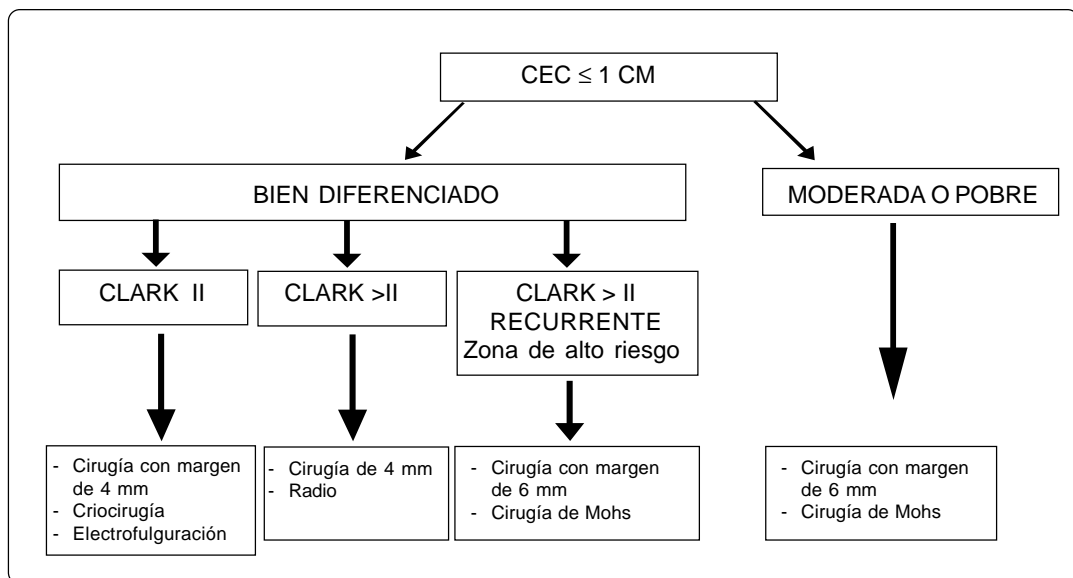 CEC ≤ 1 CM
BIEN DIFERENCIADO
MODERADA O POBRE
CLARK II
CLARK >II
CLARK > II
RECURRENTE
Zona de alto riesgo
- Cirugía con margen
de 4 mm
- Criocirugía
- Electrofulguración
- Cirugía de 4 mm
- Radio
- Cirugía con margen
de 6 mm
- Cirugía de Mohs
- Cirugía con margen
de 6 mm
- Cirugía de Mohs